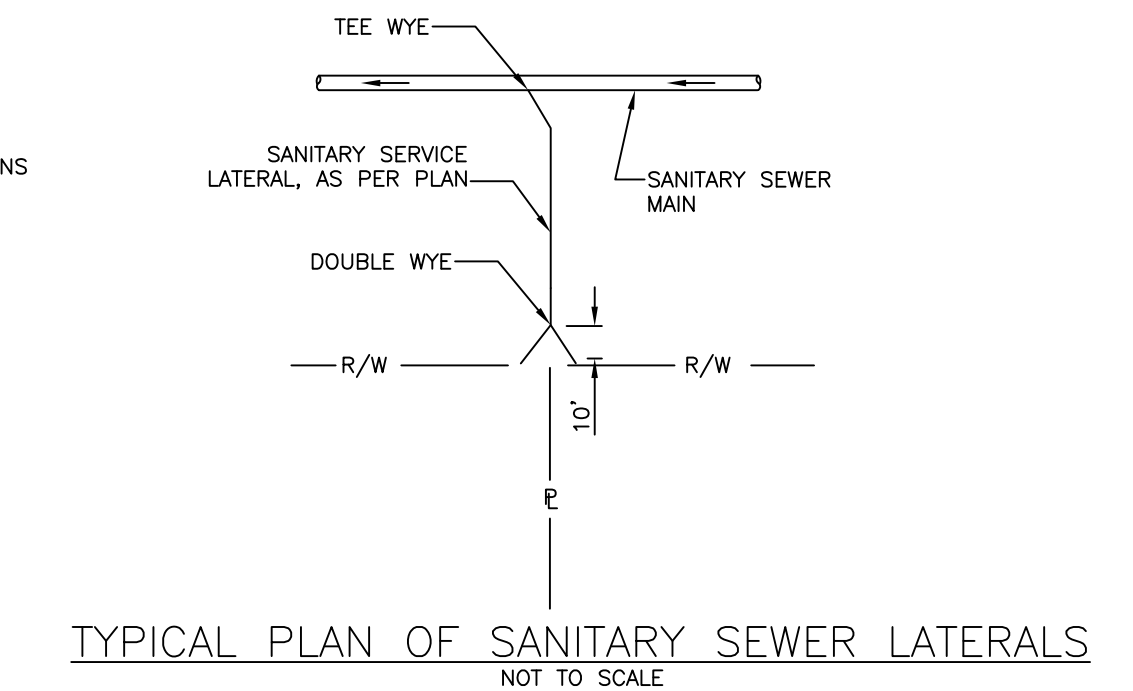 TEE WYE
NS
SANITARY SERVICE
LATERAL, AS PER PLAN
SANITARY SEWER
MAIN
DOUBLE WYE
R/W
R/W
10'
℄
TYPICAL PLAN OF SANITARY SEWER LATERALS
NOT TO SCALE